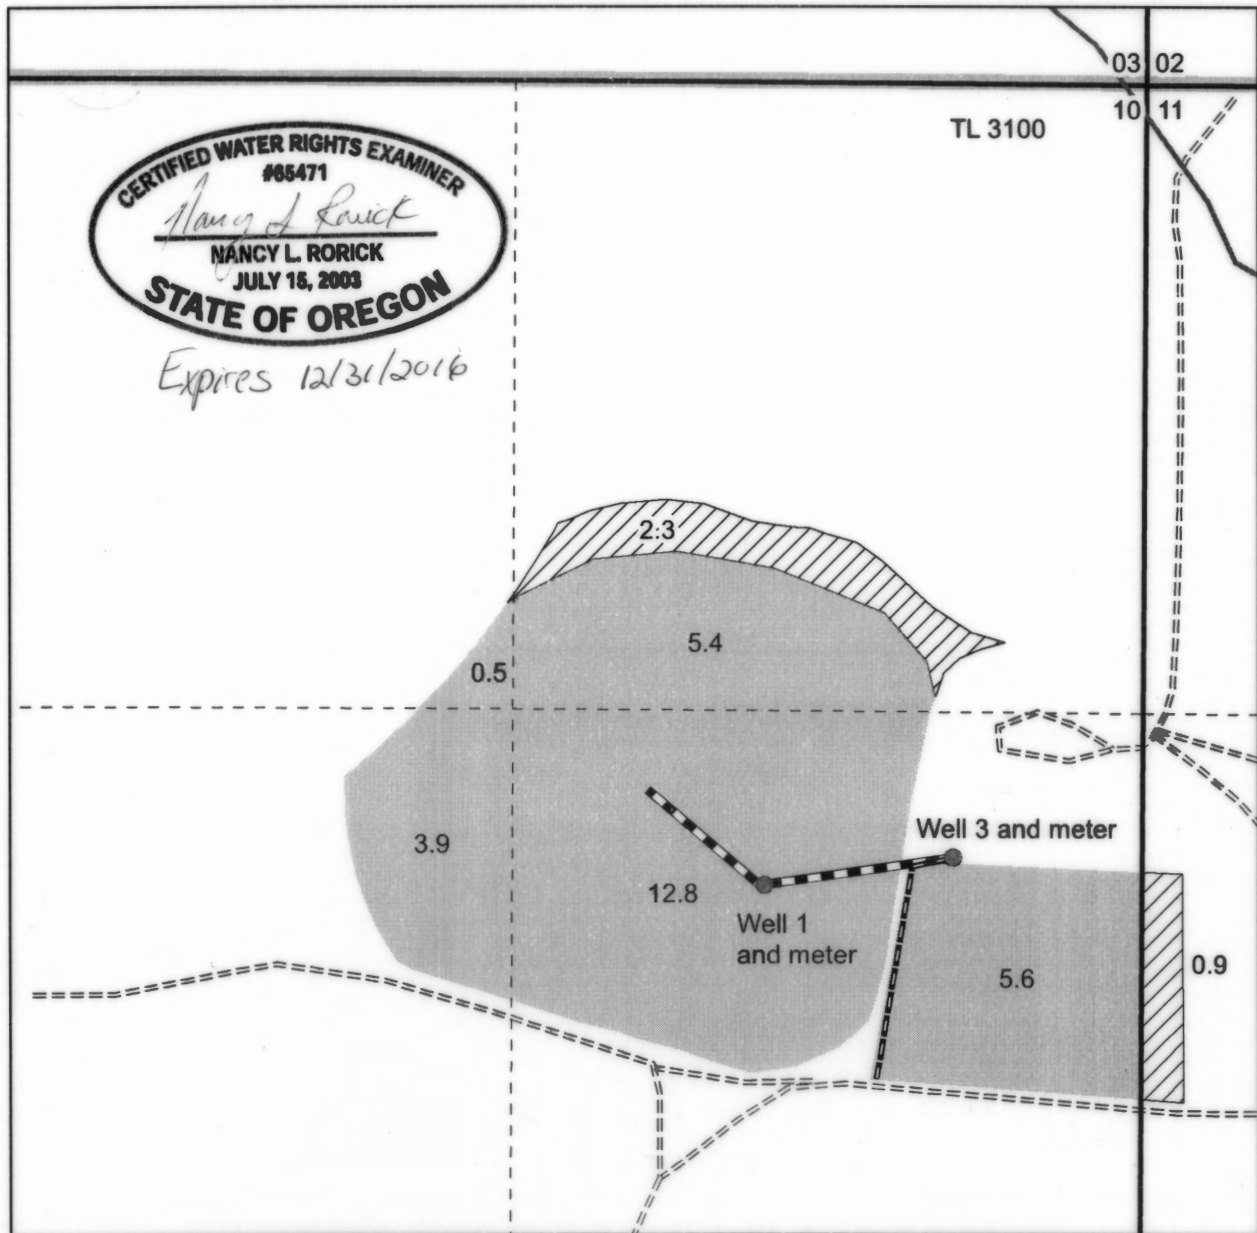 03 02
10 11
TL 3100
CERTIFIED WATER RIGHTS EXAMINER
#65471
Nancy L Rorick
NANCY L. RORICK
JULY 15, 2003
STATE OF OREGON
Expires 12/31/2016
2:3
5.4
0.5
3.9
12.8
Well 3 and meter
Well 1
and meter
5.6
0.9